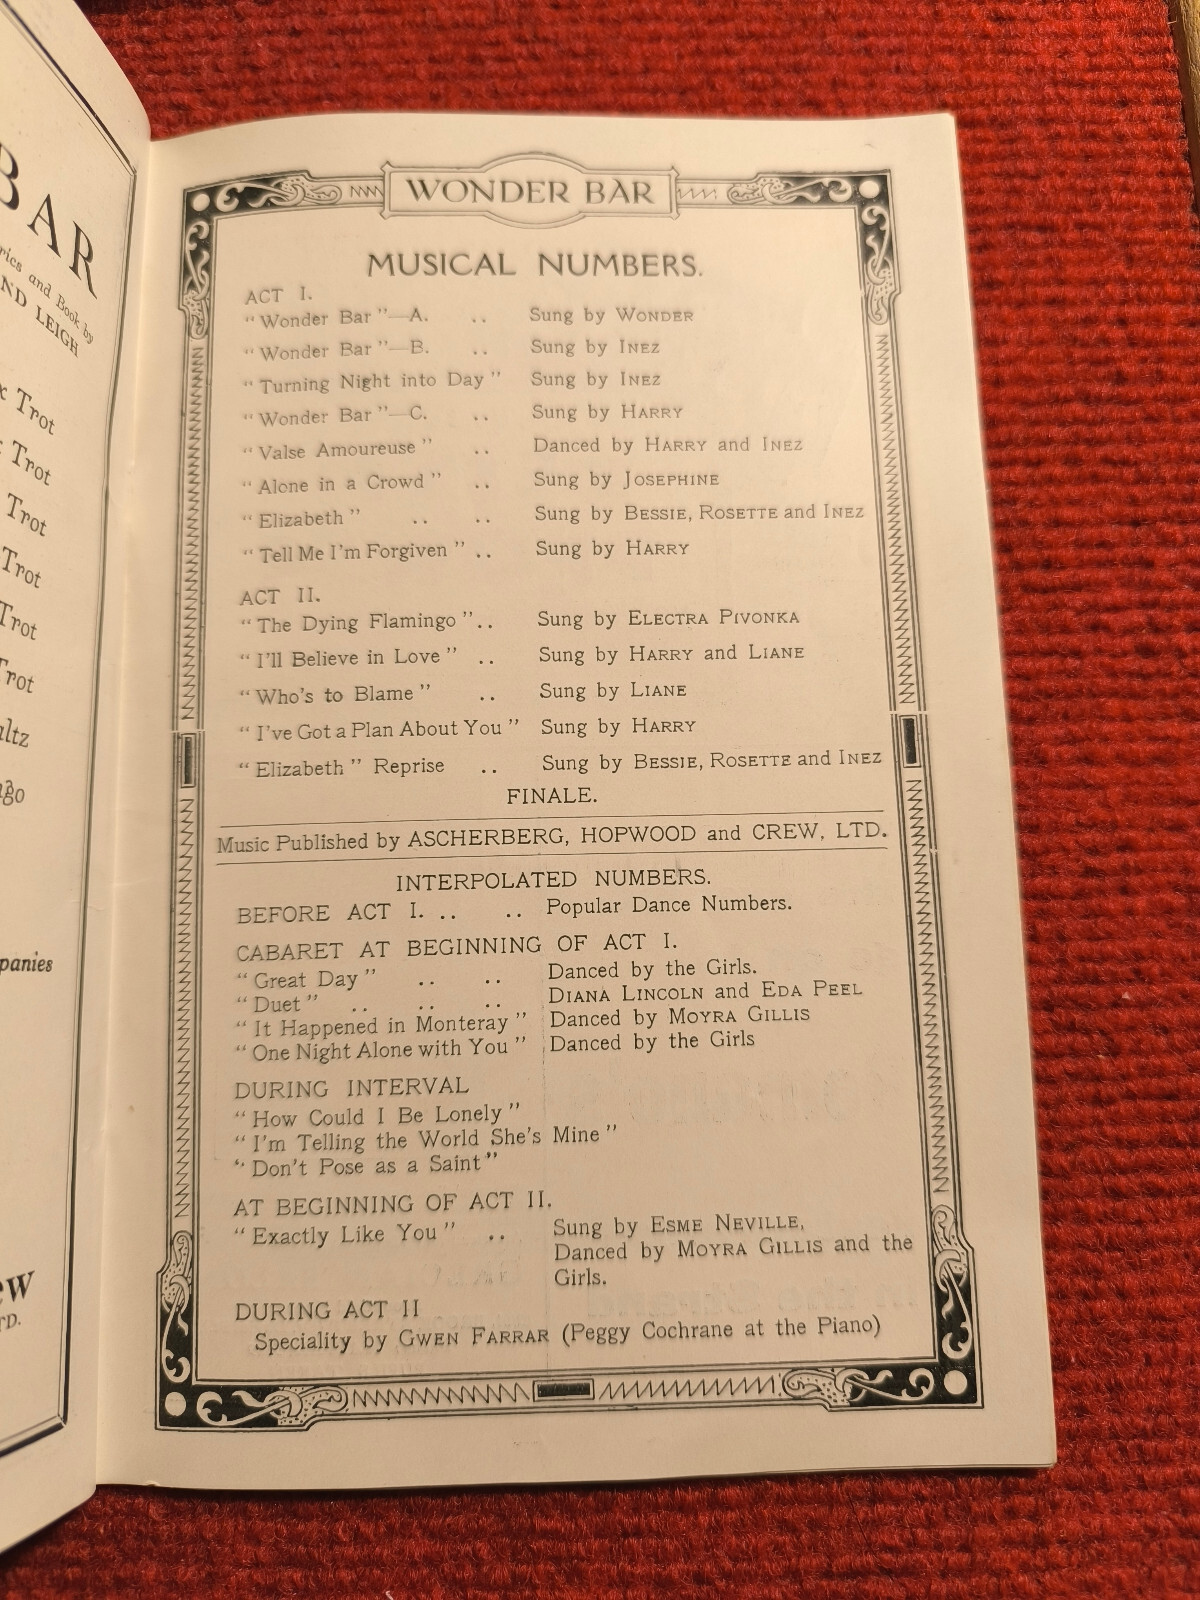 BAR
rics and Book by
ND LEIGH
x Trot
Trot
Trot
Trot
Trot
Trot
ltz
go
panies
ew
TD.
WONDER BAR
MUSICAL NUMBERS.
ACT I.
"Wonder Bar"—A. .. Sung by WONDER
"Wonder Bar"—B. .. Sung by INEZ
"Turning Night into Day" Sung by INEZ
"Wonder Bar"—C. .. Sung by HARRY
"Valse Amoureuse" .. Danced by HARRY and INEZ
"Alone in a Crowd" .. Sung by JOSEPHINE
"Elizabeth" .. .. Sung by BESSIE, ROSETTE and INEZ
"Tell Me I'm Forgiven" .. Sung by HARRY
ACT II.
"The Dying Flamingo" .. Sung by ELECTRA PIVONKA
"I'll Believe in Love" .. Sung by HARRY and LIANE
"Who's to Blame" .. Sung by LIANE
"I've Got a Plan About You" Sung by HARRY
"Elizabeth" Reprise .. Sung by BESSIE, ROSETTE and INEZ
FINALE.
Music Published by ASCHERBERG, HOPWOOD and CREW, LTD.
INTERPOLATED NUMBERS.
BEFORE ACT I. .. .. Popular Dance Numbers.
CABARET AT BEGINNING OF ACT I.
"Great Day" .. .. Danced by the Girls.
"Duet" .. .. .. DIANA LINCOLN and EDA PEEL
"It Happened in Monteray" Danced by MOYRA GILLIS
"One Night Alone with You" Danced by the Girls
DURING INTERVAL
"How Could I Be Lonely"
"I'm Telling the World She's Mine"
"Don't Pose as a Saint"
AT BEGINNING OF ACT II.
"Exactly Like You" .. Sung by ESME NEVILLE,
Danced by MOYRA GILLIS and the
Girls.
DURING ACT II
Speciality by GWEN FARRAR (Peggy Cochrane at the Piano)